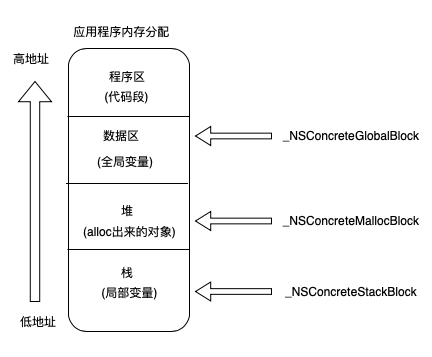 应用程序内存分配
高地址
程序区
(代码段)
数据区
(全局变量)
_NSConcreteGlobalBlock
堆
(alloc出来的对象)
_NSConcreteMallocBlock
栈
(局部变量)
_NSConcreteStackBlock
低地址